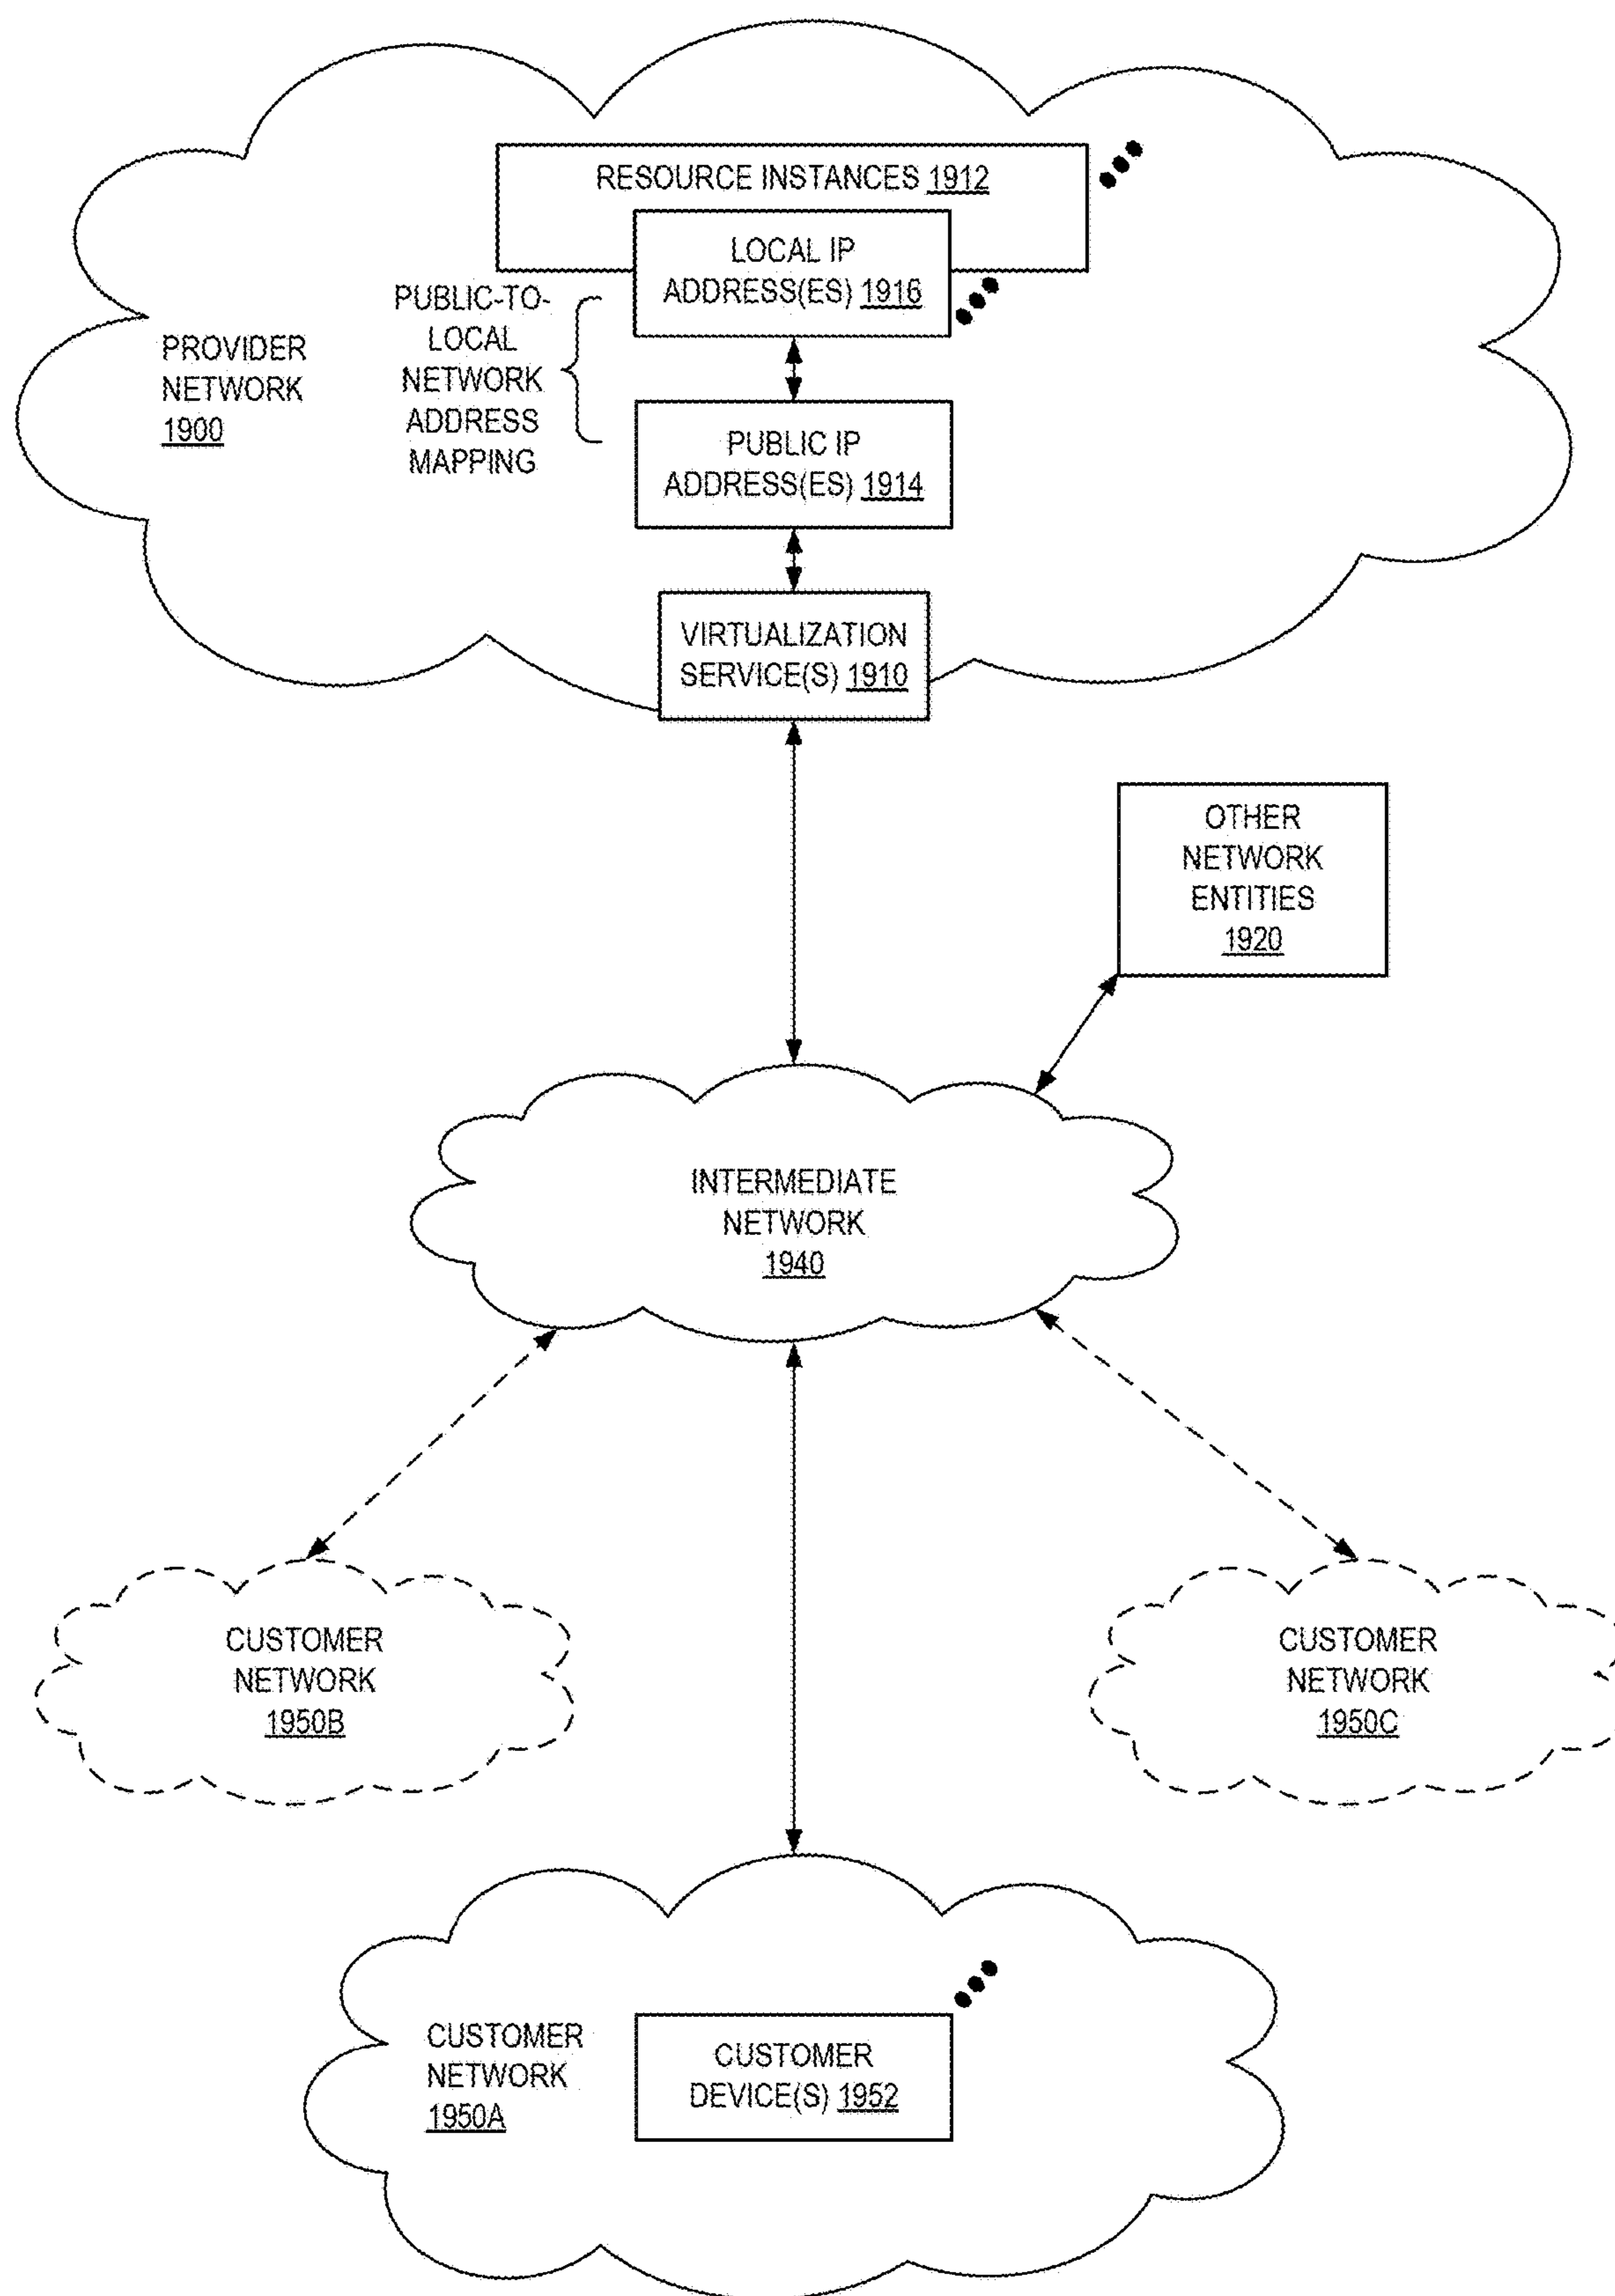 RESOURCE INSTANCES 1912
LOCAL IP
ADDRESS(ES) 1916
PUBLIC-TO-
LOCAL
NETWORK
ADDRESS
MAPPING
PROVIDER
NETWORK
1900
PUBLIC IP
ADDRESS(ES) 1914
VIRTUALIZATION
SERVICE(S) 1910
OTHER
NETWORK
ENTITIES
1920
INTERMEDIATE
NETWORK
1940
CUSTOMER
NETWORK
1950B
CUSTOMER
NETWORK
1950C
CUSTOMER
NETWORK
1950A
CUSTOMER
DEVICE(S) 1952